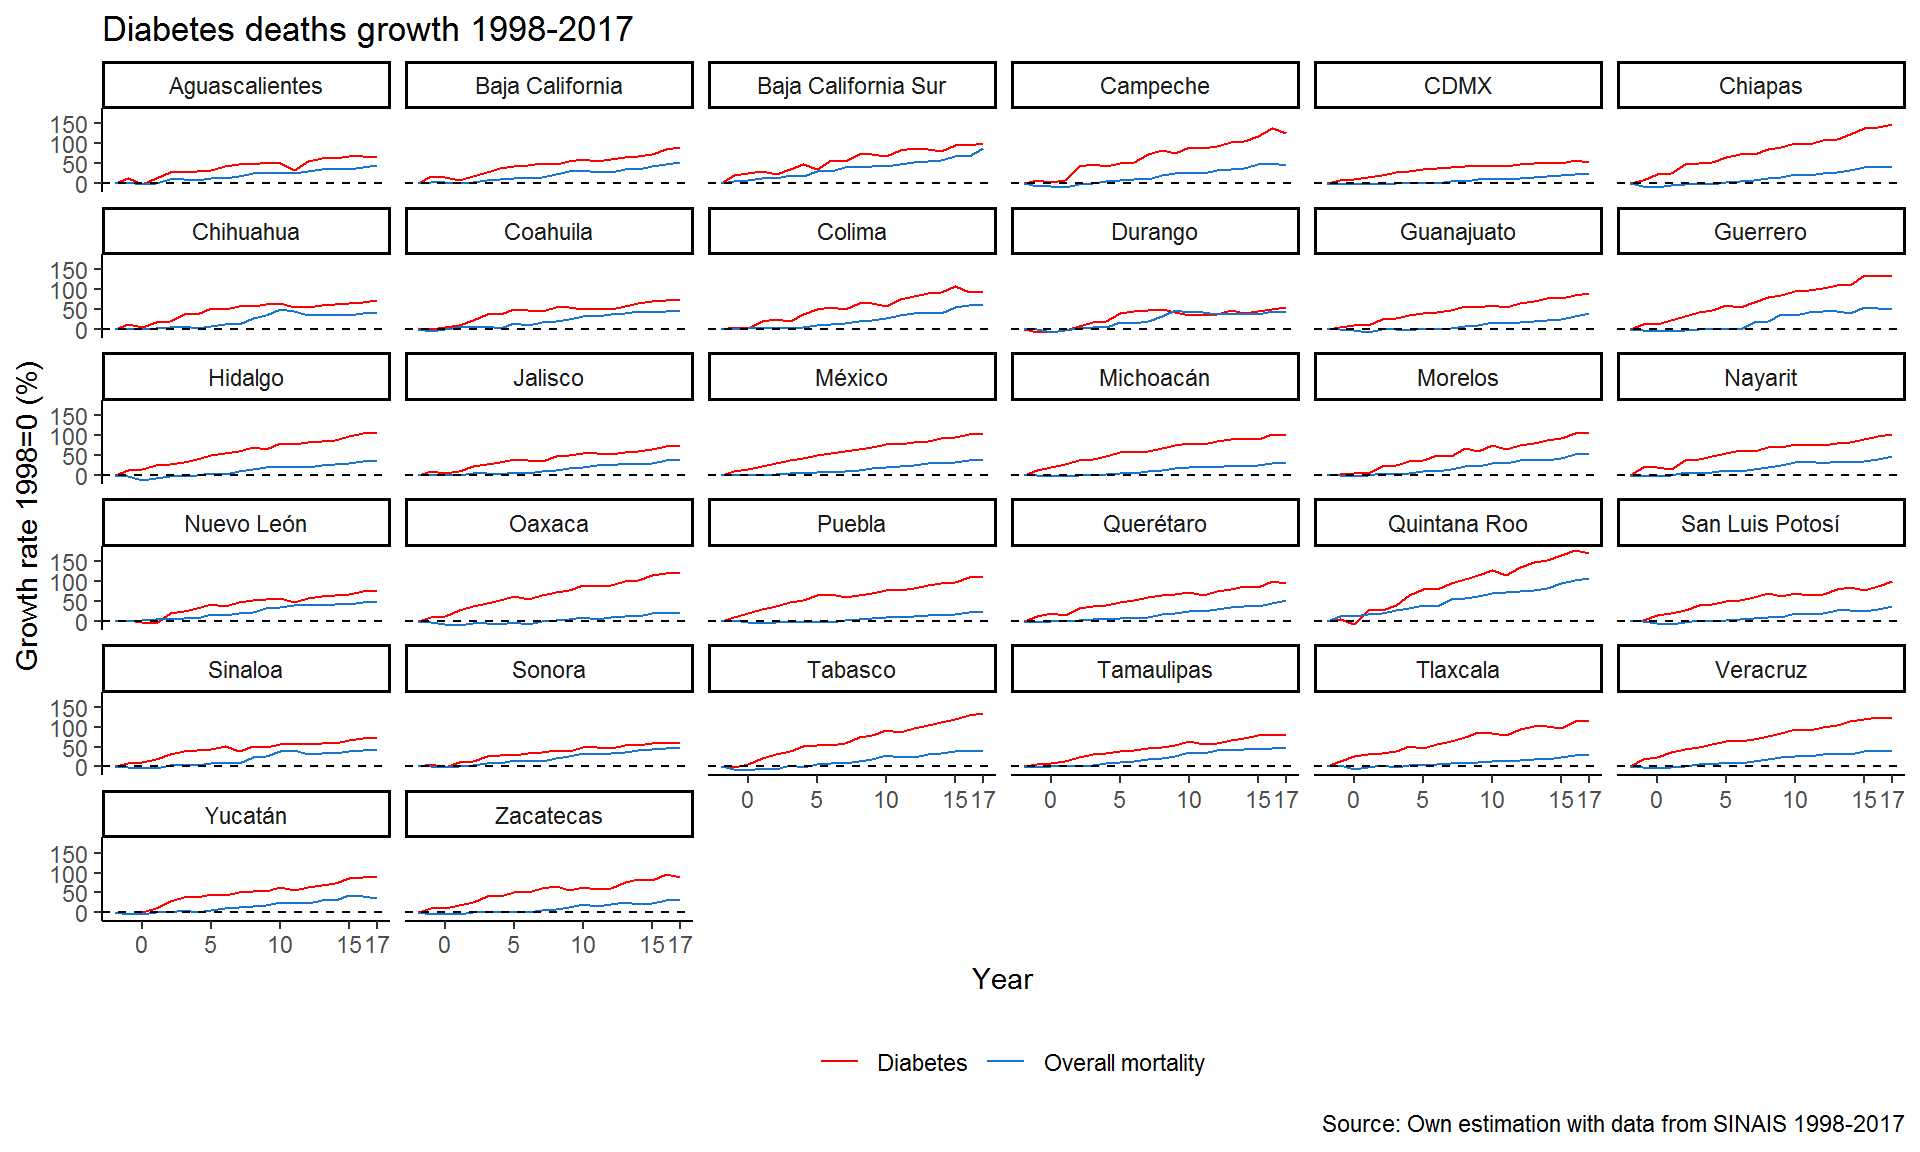 Diabetes deaths growth 1998-2017
Aguascalientes Baja California Baja California Sur Campeche CDMX Chiapas
150
100
50
0
Chihuahua Coahuila Colima Durango Guanajuato Guerrero
150
100
50
0
Hidalgo Jalisco México Michoacán Morelos Nayarit
150
100
50
0
Nuevo León Oaxaca Puebla Querétaro Quintana Roo San Luis Potosí
150
100
50
0
Sinaloa Sonora Tabasco Tamaulipas Tlaxcala Veracruz
150
100
50
0
0 5 10 15 17 0 5 10 15 17 0 5 10 15 17 0 5 10 15 17
Yucatán Zacatecas
150
100
50
0
0 5 10 15 17 0 5 10 15 17
Growth rate 1998=0 (%)
Year
Diabetes Overall mortality
Source: Own estimation with data from SINAIS 1998-2017